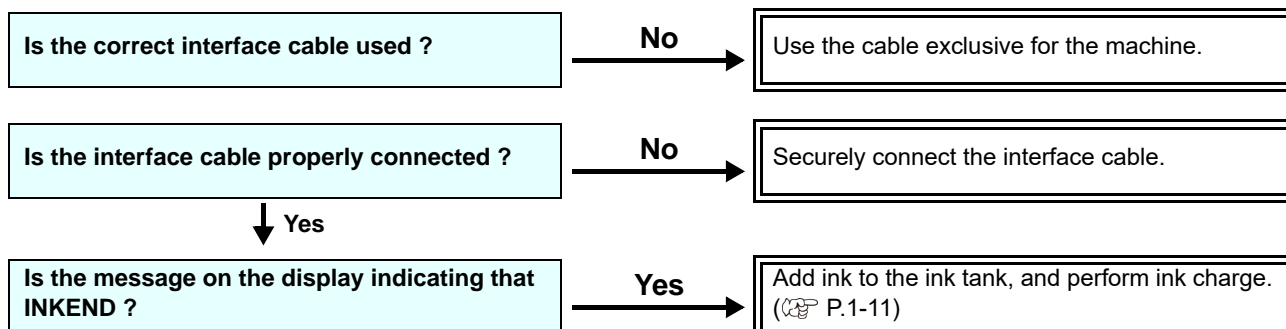 Is the correct interface cable used ?
No
Use the cable exclusive for the machine.
Is the interface cable properly connected ?
No
Securely connect the interface cable.
Yes
Is the message on the display indicating that
INKEND ?
Yes
Add ink to the ink tank, and perform ink charge.
(☞ P.1-11)